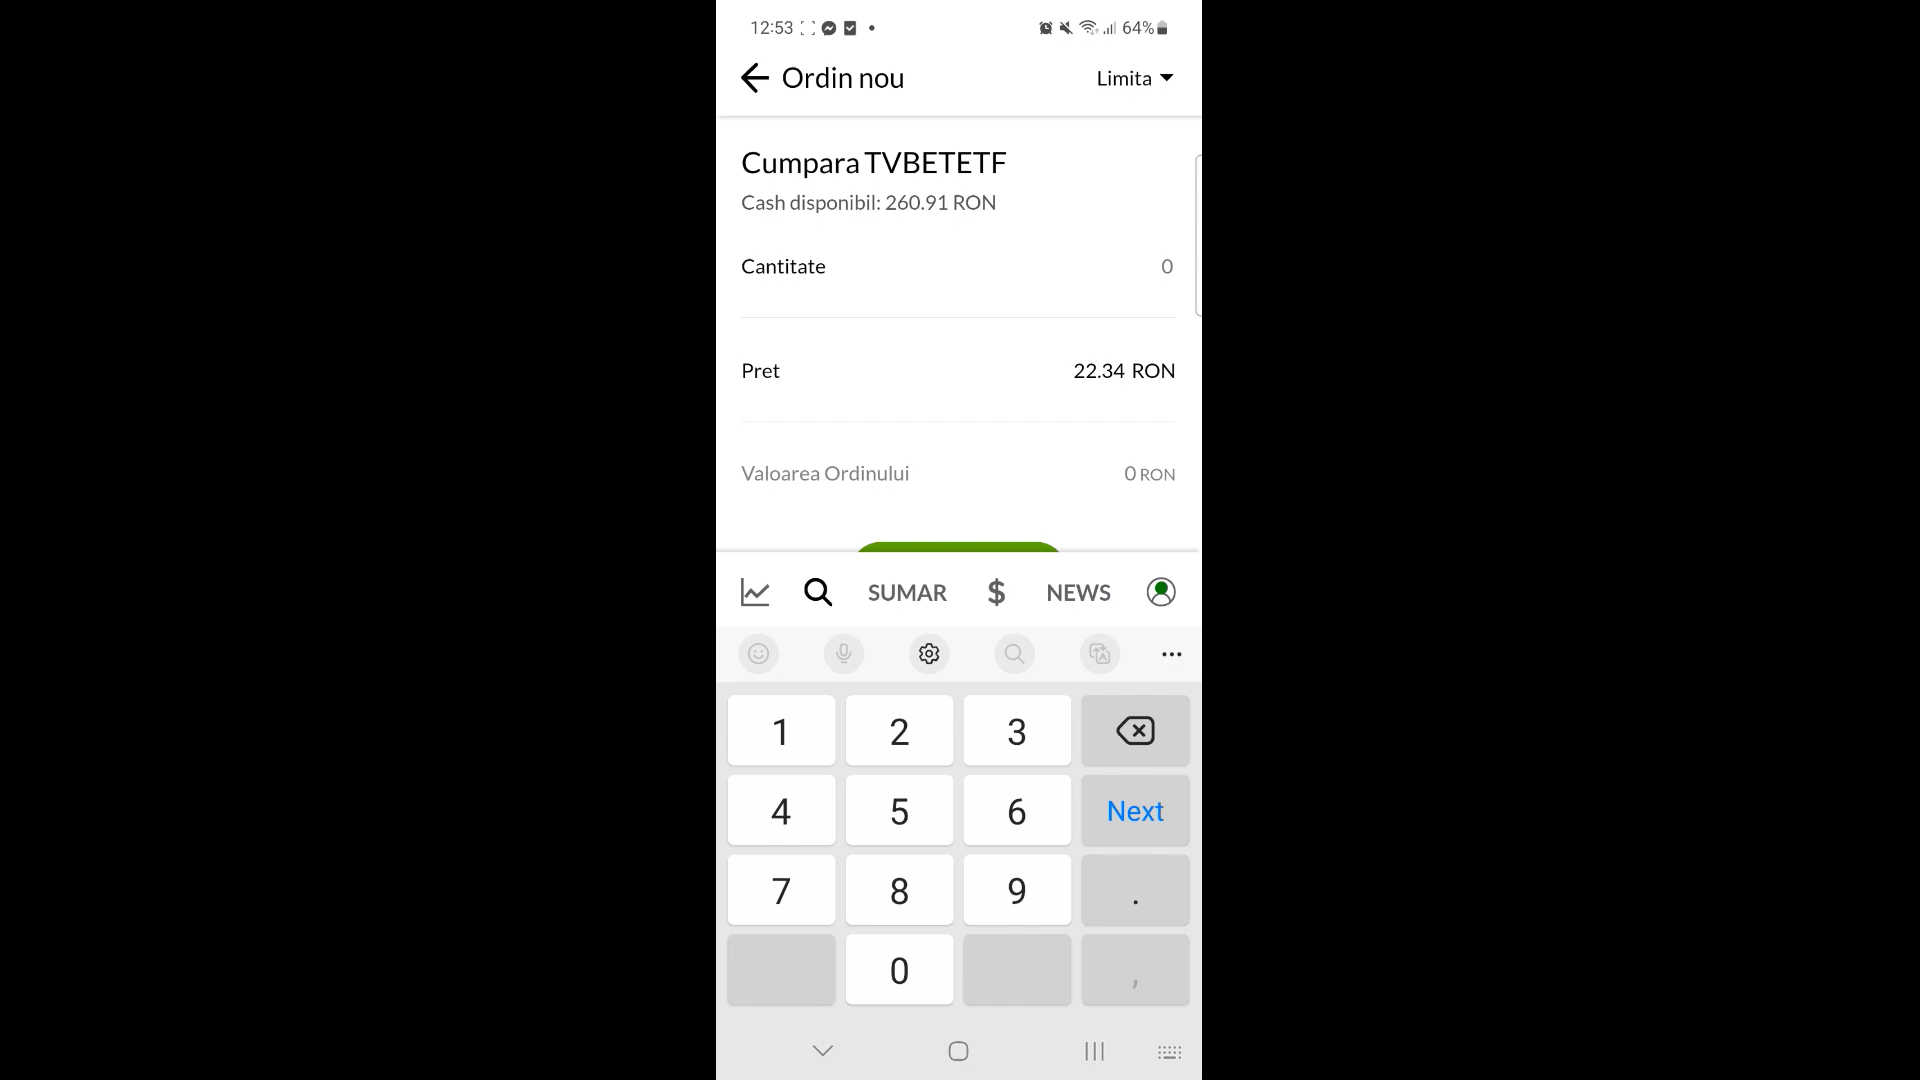 12:53 64%
Ordin nou Limita
Cumpara TVBETETF
Cash disponibil: 260.91 RON
Cantitate 0
Pret 22.34 RON
Valoarea Ordinului 0 RON
SUMAR $ NEWS
1 2 3
4 5 6 Next
7 8 9 .
0 ,